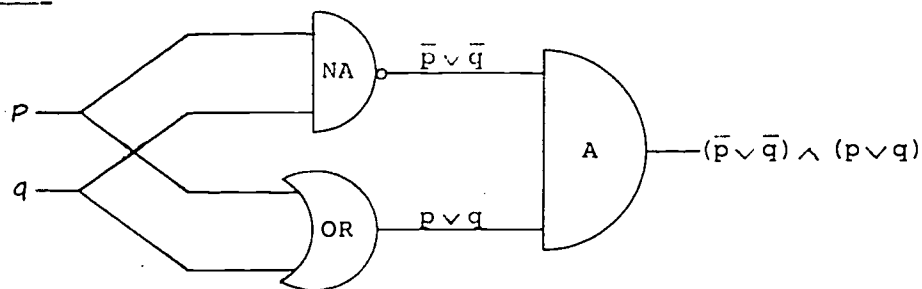 NA
p̅ ∨ q̅
p
A
(p̅ ∨ q̅) ∧ (p ∨ q)
q
OR
p ∨ q